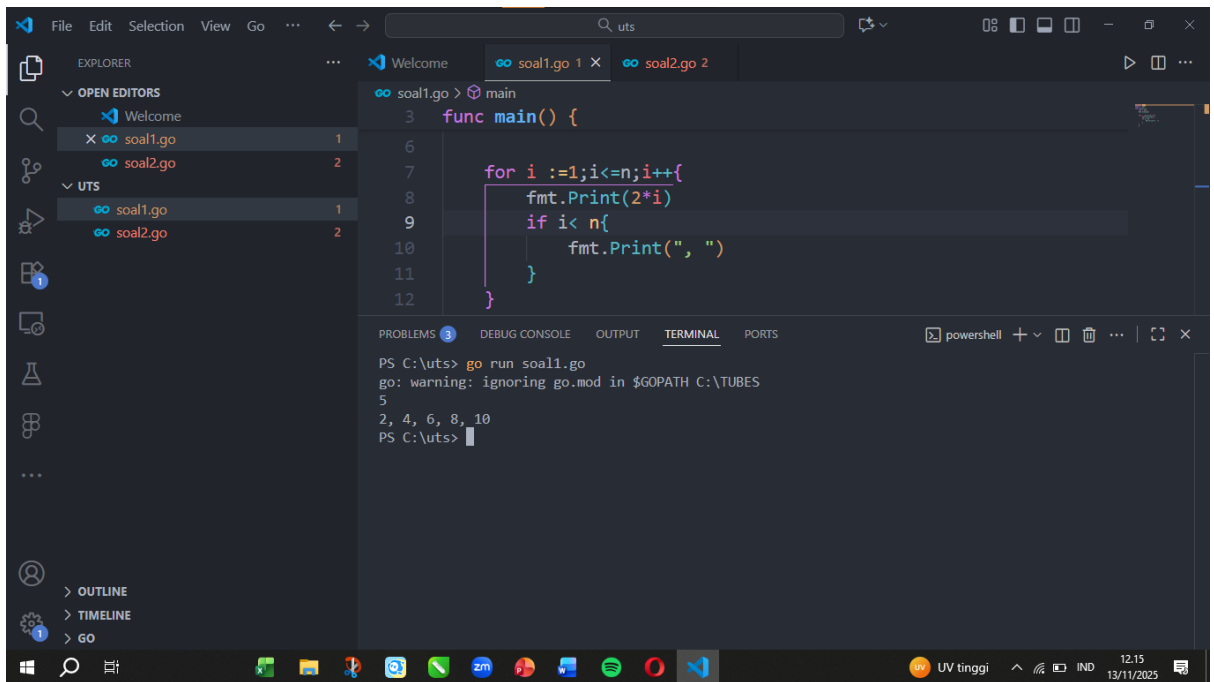 File Edit Selection View Go ··· uts
EXPLORER ···
OPEN EDITORS
Welcome
soal1.go 1
soal2.go 2
UTS
soal1.go 1
soal2.go 2
OUTLINE
TIMELINE
GO
Welcome soal1.go 1 soal2.go 2
soal1.go > main
3 func main() {
6
7 for i :=1;i<=n;i++{
8 fmt.Print(2*i)
9 if i< n{
10 fmt.Print(", ")
11 }
12 }
PROBLEMS 3 DEBUG CONSOLE OUTPUT TERMINAL PORTS powershell
PS C:\uts> go run soal1.go
go: warning: ignoring go.mod in $GOPATH C:\TUBES
5
2, 4, 6, 8, 10
PS C:\uts>
1
1
zm
UV UV tinggi IND 12.15
13/11/2025